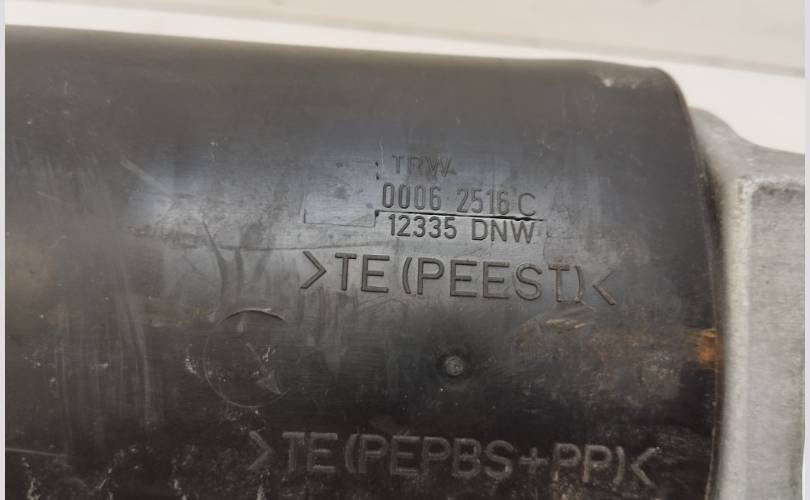 TRW
0006 2516 C
12335 DNW
>TE(PEEST)<
>TE(PEPBS+PP)<